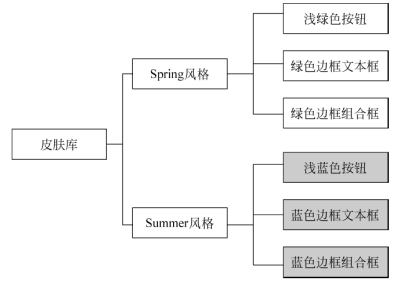 皮肤库
Spring风格
浅绿色按钮
绿色边框文本框
绿色边框组合框
Summer风格
浅蓝色按钮
蓝色边框文本框
蓝色边框组合框